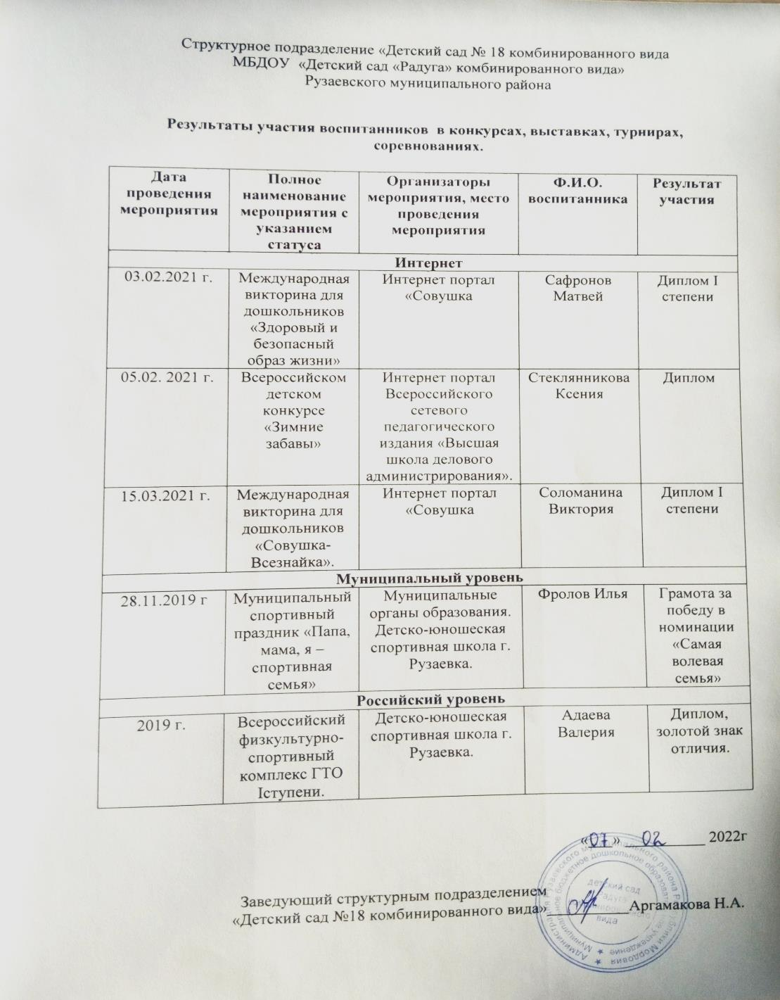 Структурное подразделение «Детский сад № 18 комбинированного вида
МБДОУ «Детский сад «Радуга» комбинированного вида»
Рузаевского муниципального района
Результаты участия воспитанников в конкурсах, выставках, турнирах,
соревнованиях.
Дата
проведения
мероприятия
Полное
наименование
мероприятия с
указанием
статуса
Организаторы
мероприятия, место
проведения
мероприятия
Ф.И.О.
воспитанника
Результат
участия
Интернет
03.02.2021 г.
Международная
викторина для
дошкольников
«Здоровый и
безопасный
образ жизни»
Интернет портал
«Совушка
Сафронов
Матвей
Диплом I
степени
05.02. 2021 г.
Всероссийском
детском
конкурсе
«Зимние
забавы»
Интернет портал
Всероссийского
сетевого
педагогического
издания «Высшая
школа делового
администрирования».
Стеклянникова
Ксения
Диплом
15.03.2021 г.
Международная
викторина для
дошкольников
«Совушка-
Всезнайка».
Интернет портал
«Совушка
Соломанина
Виктория
Диплом I
степени
Муниципальный уровень
28.11.2019 г
Муниципальный
спортивный
праздник «Папа,
мама, я –
спортивная
семья»
Муниципальные
органы образования.
Детско-юношеская
спортивная школа г.
Рузаевка.
Фролов Илья
Грамота за
победу в
номинации
«Самая
волевая
семья»
Российский уровень
2019 г.
Всероссийский
физкультурно-
спортивный
комплекс ГТО
Iступени.
Детско-юношеская
спортивная школа г.
Рузаевка.
Адаева
Валерия
Диплом,
золотой знак
отличия.
«07» 02 2022г
Заведующий структурным подразделением
«Детский сад №18 комбинированного вида» Аргамакова Н.А.
Администрация Рузаевского муниципального района Республики Мордовия
Муниципальное бюджетное дошкольное образовательное учреждение
детский сад
Радуга
комбинированного
вида